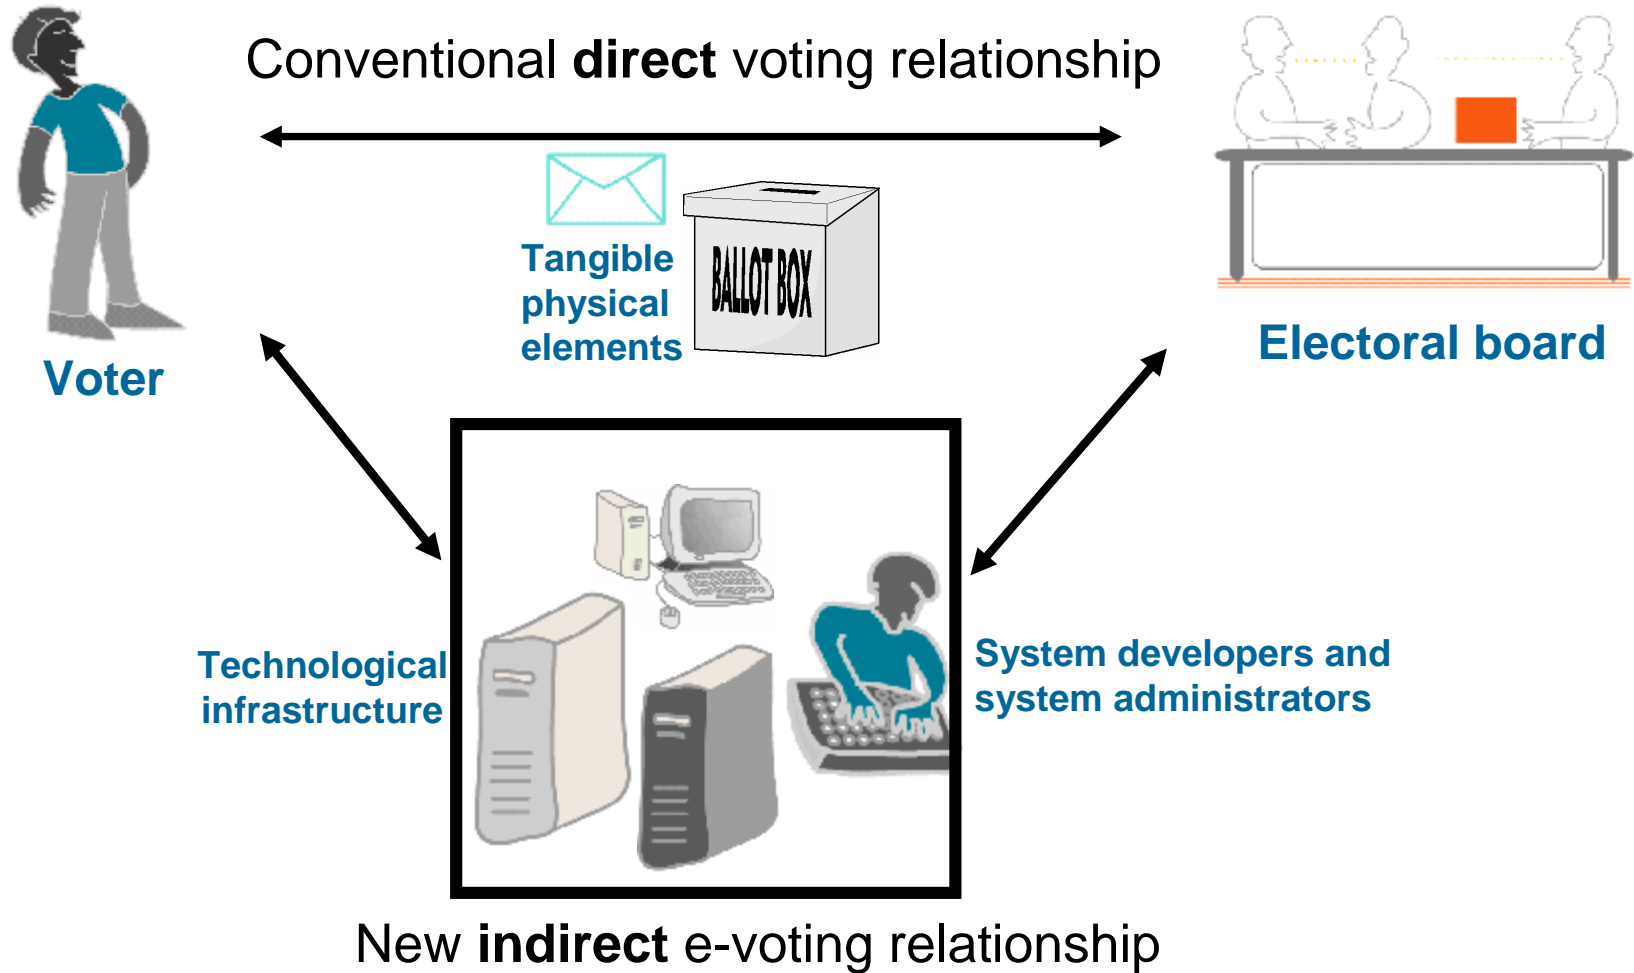 Conventional direct voting relationship
Tangible
physical
elements
BALLOT BOX
Voter
Electoral board
Technological
infrastructure
System developers and
system administrators
New indirect e-voting relationship